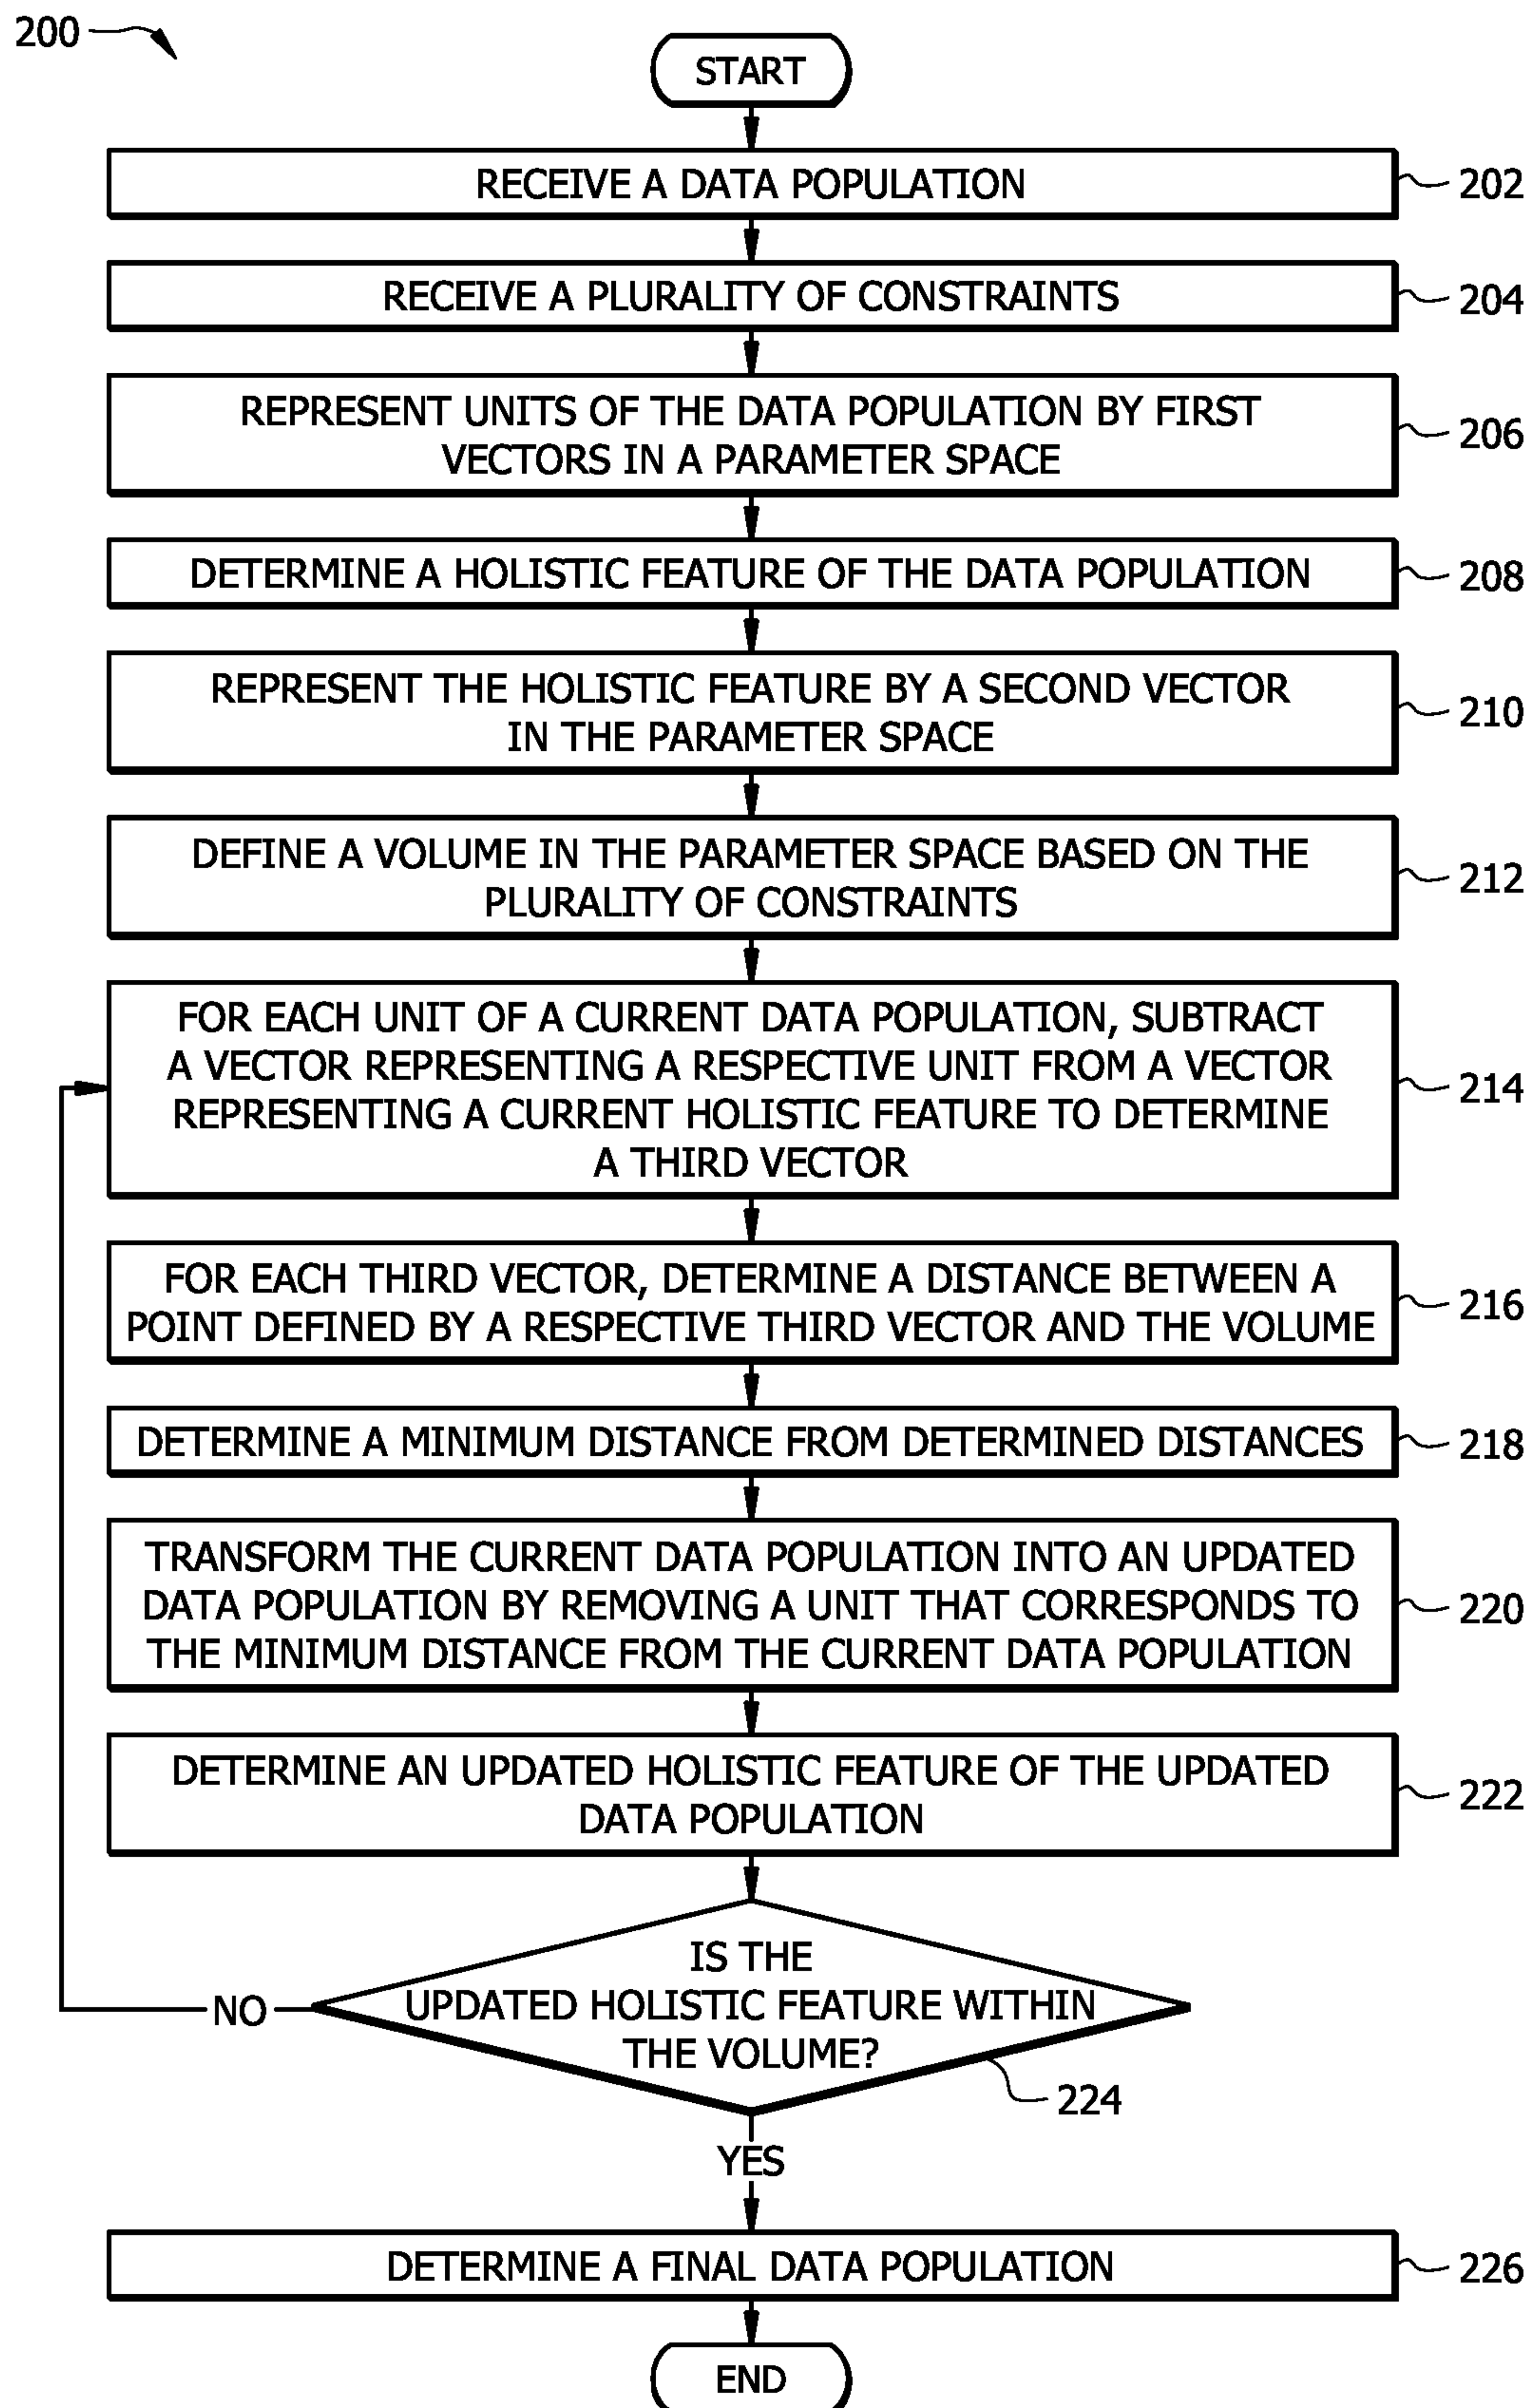 200
START
RECEIVE A DATA POPULATION
202
RECEIVE A PLURALITY OF CONSTRAINTS
204
REPRESENT UNITS OF THE DATA POPULATION BY FIRST
VECTORS IN A PARAMETER SPACE
206
DETERMINE A HOLISTIC FEATURE OF THE DATA POPULATION
208
REPRESENT THE HOLISTIC FEATURE BY A SECOND VECTOR
IN THE PARAMETER SPACE
210
DEFINE A VOLUME IN THE PARAMETER SPACE BASED ON THE
PLURALITY OF CONSTRAINTS
212
FOR EACH UNIT OF A CURRENT DATA POPULATION, SUBTRACT
A VECTOR REPRESENTING A RESPECTIVE UNIT FROM A VECTOR
REPRESENTING A CURRENT HOLISTIC FEATURE TO DETERMINE
A THIRD VECTOR
214
FOR EACH THIRD VECTOR, DETERMINE A DISTANCE BETWEEN A
POINT DEFINED BY A RESPECTIVE THIRD VECTOR AND THE VOLUME
216
DETERMINE A MINIMUM DISTANCE FROM DETERMINED DISTANCES
218
TRANSFORM THE CURRENT DATA POPULATION INTO AN UPDATED
DATA POPULATION BY REMOVING A UNIT THAT CORRESPONDS TO
THE MINIMUM DISTANCE FROM THE CURRENT DATA POPULATION
220
DETERMINE AN UPDATED HOLISTIC FEATURE OF THE UPDATED
DATA POPULATION
222
IS THE
UPDATED HOLISTIC FEATURE WITHIN
THE VOLUME?
NO
224
YES
DETERMINE A FINAL DATA POPULATION
226
END